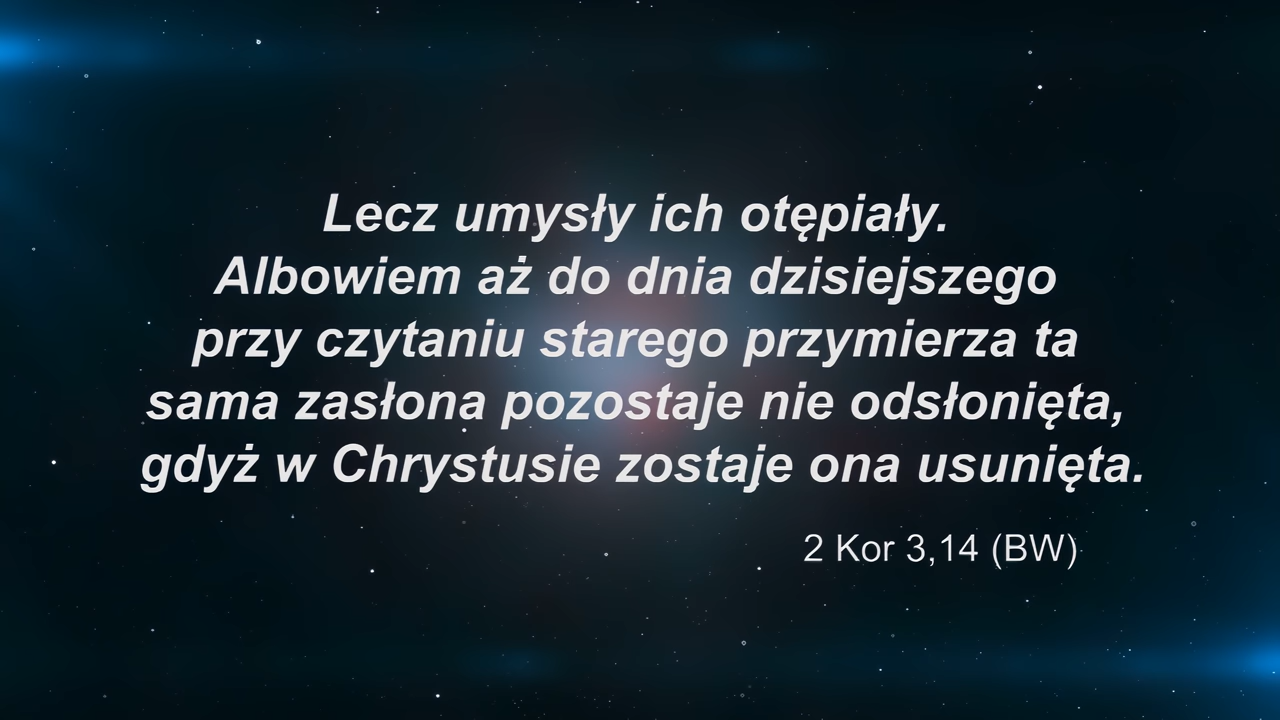 Lecz umysły ich otępiały.
Albowiem aż do dnia dzisiejszego
przy czytaniu starego przymierza ta
sama zasłona pozostaje nie odsłonięta,
gdyż w Chrystusie zostaje ona usunięta.
2 Kor 3,14 (BW)